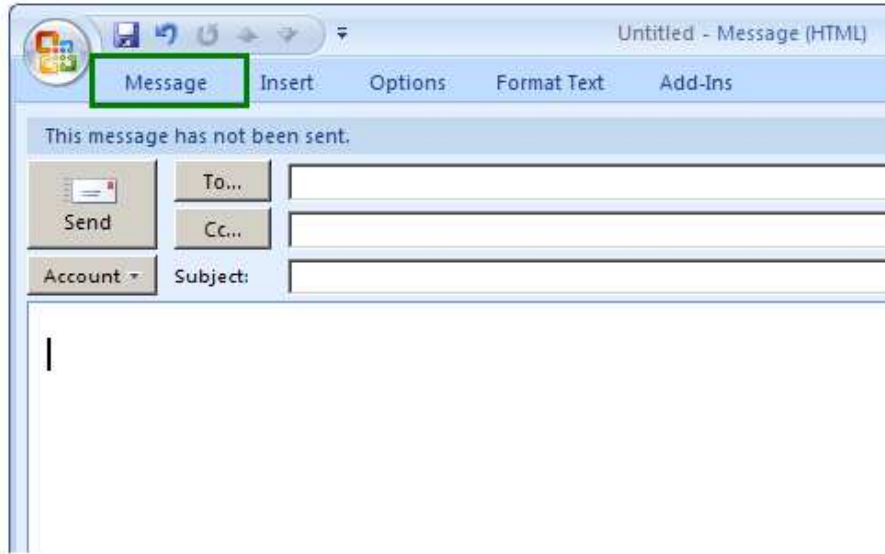 Untitled - Message (HTML)
Message Insert Options Format Text Add-Ins
This message has not been sent.
Send
To...
Cc...
Account
Subject: